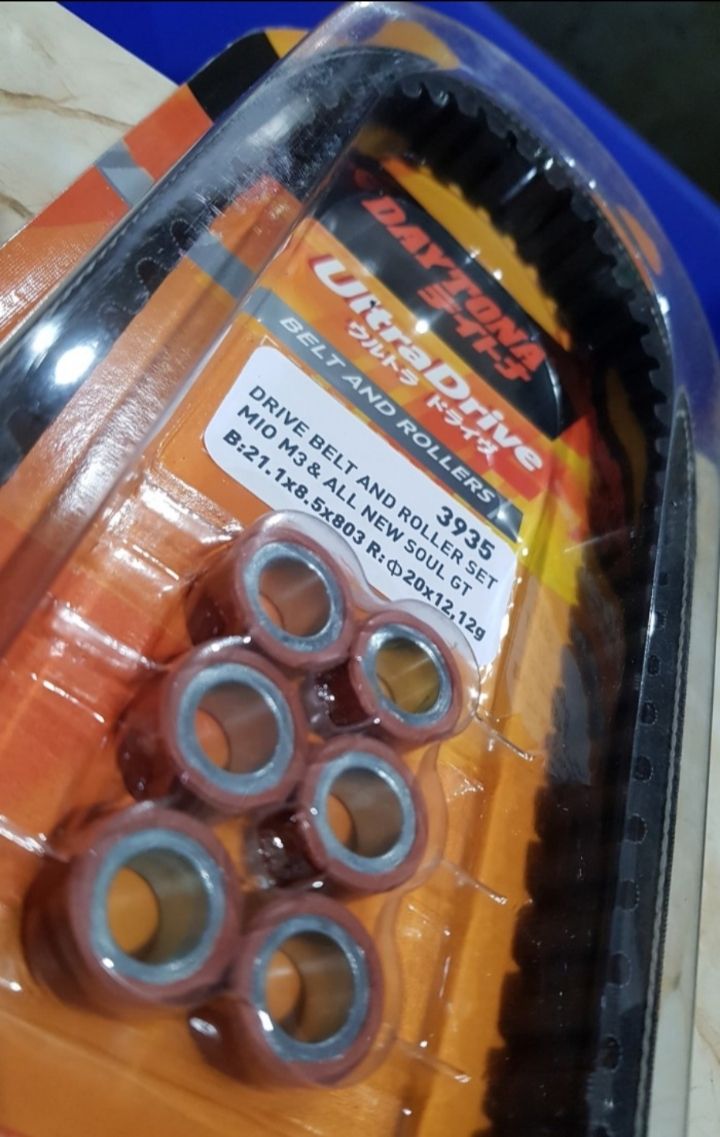 DAYTONA
デイトナ
UltraDrive
ウルトラ ドライヴ
BELT AND ROLLERS
3935
DRIVE BELT AND ROLLER SET
MIO M3 & ALL NEW SOUL GT
B:21.1x8.5x803 R:Φ20x12,12g